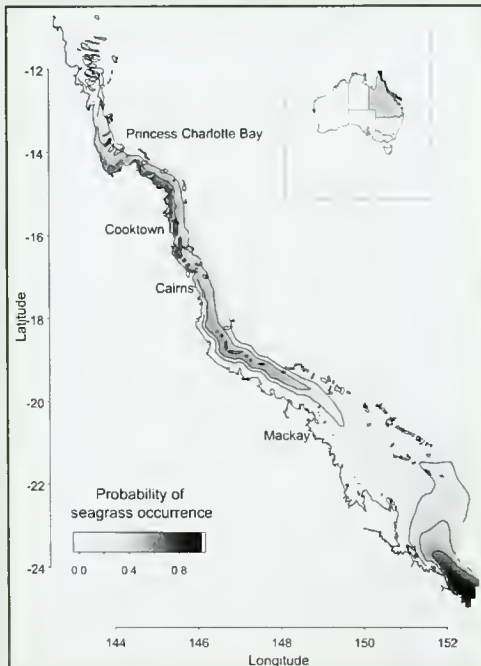 -12
Princess Charlotte Bay
-14
Cooktown
-16
Cairns
Latitude
-18
-20
Mackay
-22
Probability of
seagrass occurrence
0 0 0 4 0 8
-24
144 146 148 150 152
Longitude